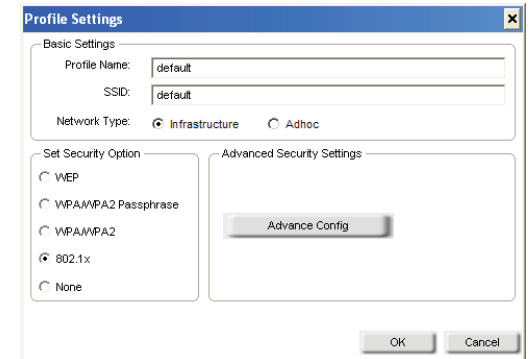 Profile Settings
Basic Settings
Profile Name: default
SSID: default
Network Type: Infrastructure Adhoc
Set Security Option
WEP
WPA/WPA2 Passphrase
WPA/WPA2
802.1x
None
Advanced Security Settings
Advance Config
OK Cancel